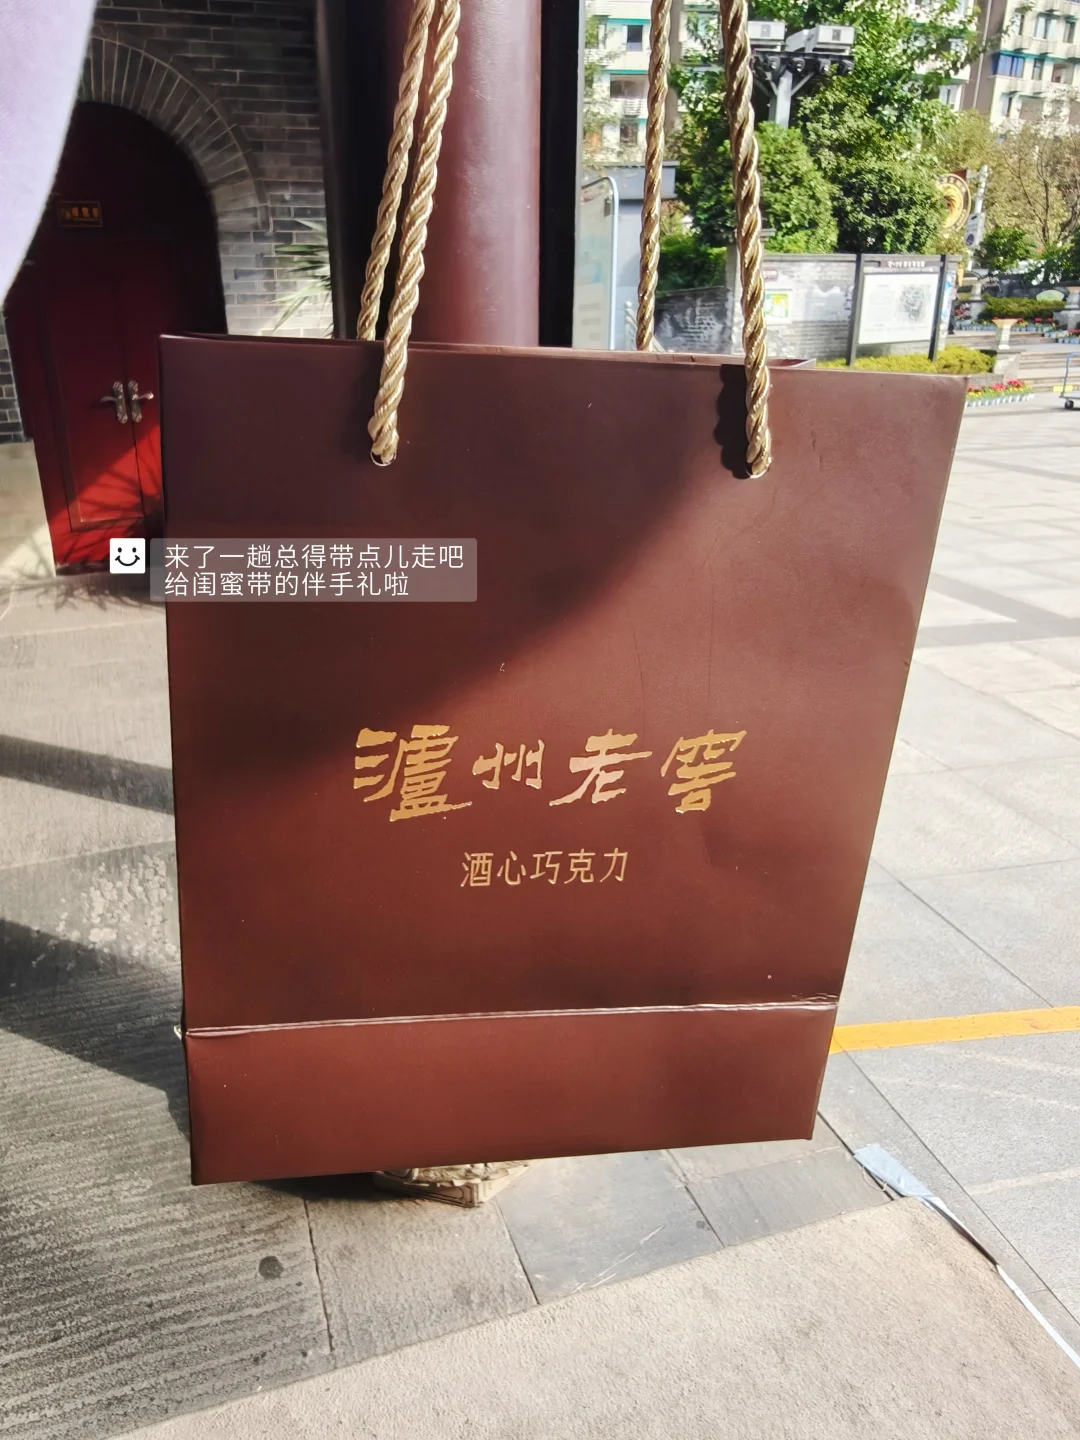 来了一趟总得带点儿走吧
给闺蜜带的伴手礼啦
泸州老窖
酒心巧克力